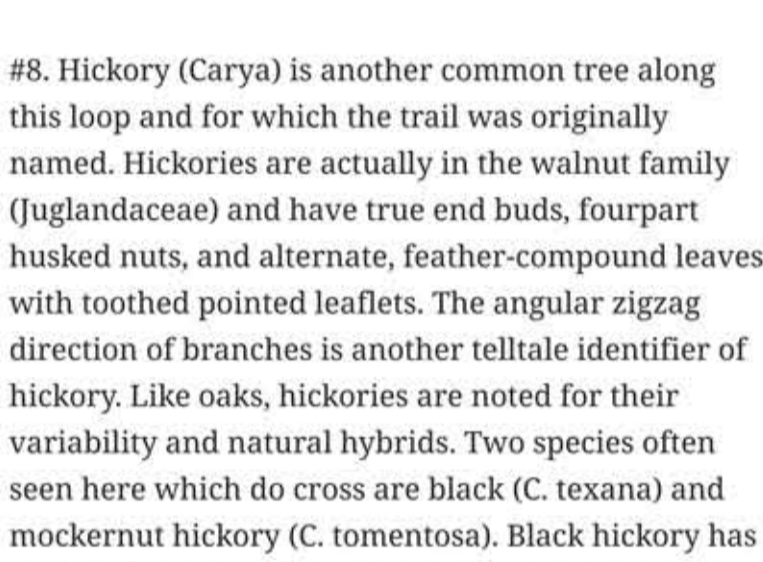 #8. Hickory (Carya) is another common tree along
this loop and for which the trail was originally
named. Hickories are actually in the walnut family
(Juglandaceae) and have true end buds, fourpart
husked nuts, and alternate, feather-compound leaves
with toothed pointed leaflets. The angular zigzag
direction of branches is another telltale identifier of
hickory. Like oaks, hickories are noted for their
variability and natural hybrids. Two species often
seen here which do cross are black (C. texana) and
mockernut hickory (C. tomentosa). Black hickory has